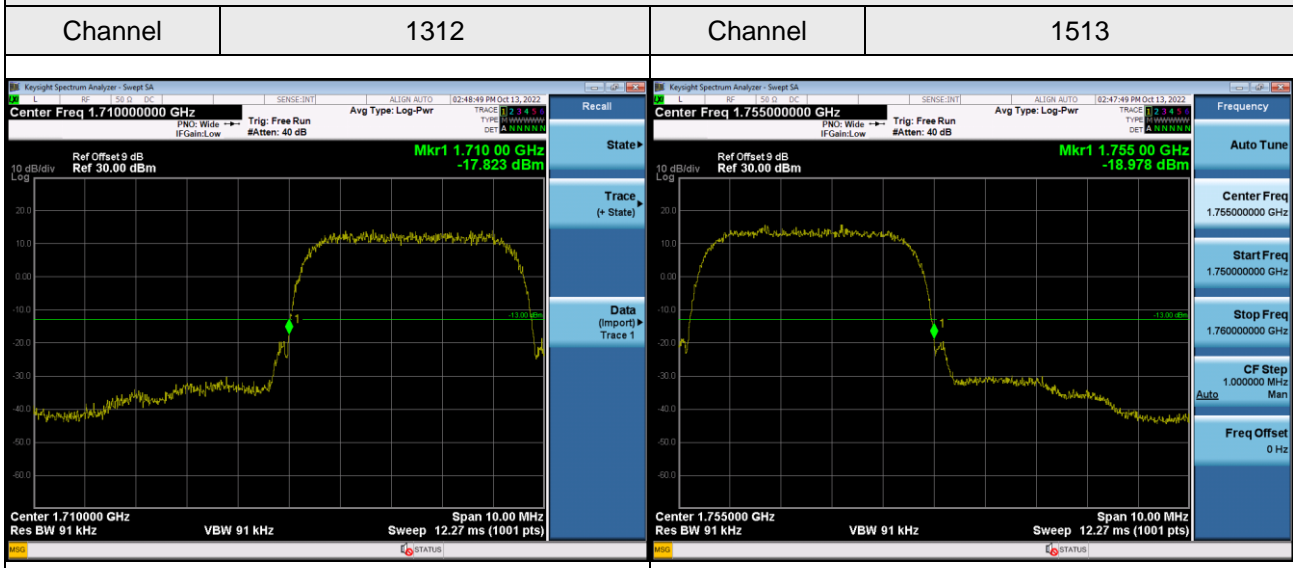 Channel 1312 Channel 1513
Keysight Spectrum Analyzer - Swept SA
L RF 50 Ω DC SENSE:INT ALIGN AUTO 02:48:49 PM Oct 13, 2022
Center Freq 1.710000000 GHz
PNO: Wide
IFGain:Low
Trig: Free Run
#Atten: 40 dB
Avg Type: Log-Pwr
TRACE 1 2 3 4 5 6
TYPE M W W W W W
DET A N N N N N
Ref Offset 9 dB
10 dB/div Ref 30.00 dBm
Log
Mkr1 1.710 00 GHz
-17.823 dBm
20.0
10.0
0.00
-10.0
-20.0
-30.0
-40.0
-50.0
-60.0
-13.00 dBm
1
Center 1.710000 GHz Span 10.00 MHz
Res BW 91 kHz VBW 91 kHz Sweep 12.27 ms (1001 pts)
MSG STATUS
Recall
State
Trace
(+ State)
Data
(Import)
Trace 1
Keysight Spectrum Analyzer - Swept SA
L RF 50 Ω DC SENSE:INT ALIGN AUTO 02:47:49 PM Oct 13, 2022
Center Freq 1.755000000 GHz
PNO: Wide
IFGain:Low
Trig: Free Run
#Atten: 40 dB
Avg Type: Log-Pwr
TRACE 1 2 3 4 5 6
TYPE M W W W W W
DET A N N N N N
Ref Offset 9 dB
10 dB/div Ref 30.00 dBm
Log
Mkr1 1.755 00 GHz
-18.978 dBm
20.0
10.0
0.00
-10.0
-20.0
-30.0
-40.0
-50.0
-60.0
-13.00 dBm
1
Center 1.755000 GHz Span 10.00 MHz
Res BW 91 kHz VBW 91 kHz Sweep 12.27 ms (1001 pts)
MSG STATUS
Frequency
Auto Tune
Center Freq
1.755000000 GHz
Start Freq
1.750000000 GHz
Stop Freq
1.760000000 GHz
CF Step
1.000000 MHz
Auto Man
Freq Offset
0 Hz